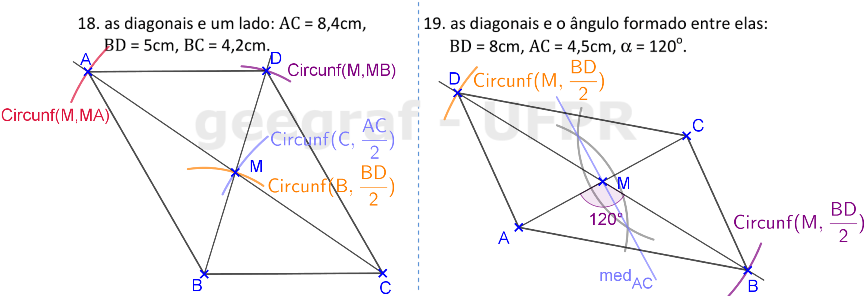 18. as diagonais e um lado: AC = 8,4cm,
BD = 5cm, BC = 4,2cm.
A
D
Circunf(M,MB)
Circunf(M,MA)
Circunf(C, AC/2)
M
Circunf(B, BD/2)
B
C
19. as diagonais e o ângulo formado entre elas:
BD = 8cm, AC = 4,5cm, α = 120º.
D
Circunf(M, BD/2)
C
M
120°
A
Circunf(M, BD/2)
med AC
B
geegraf - UFPR